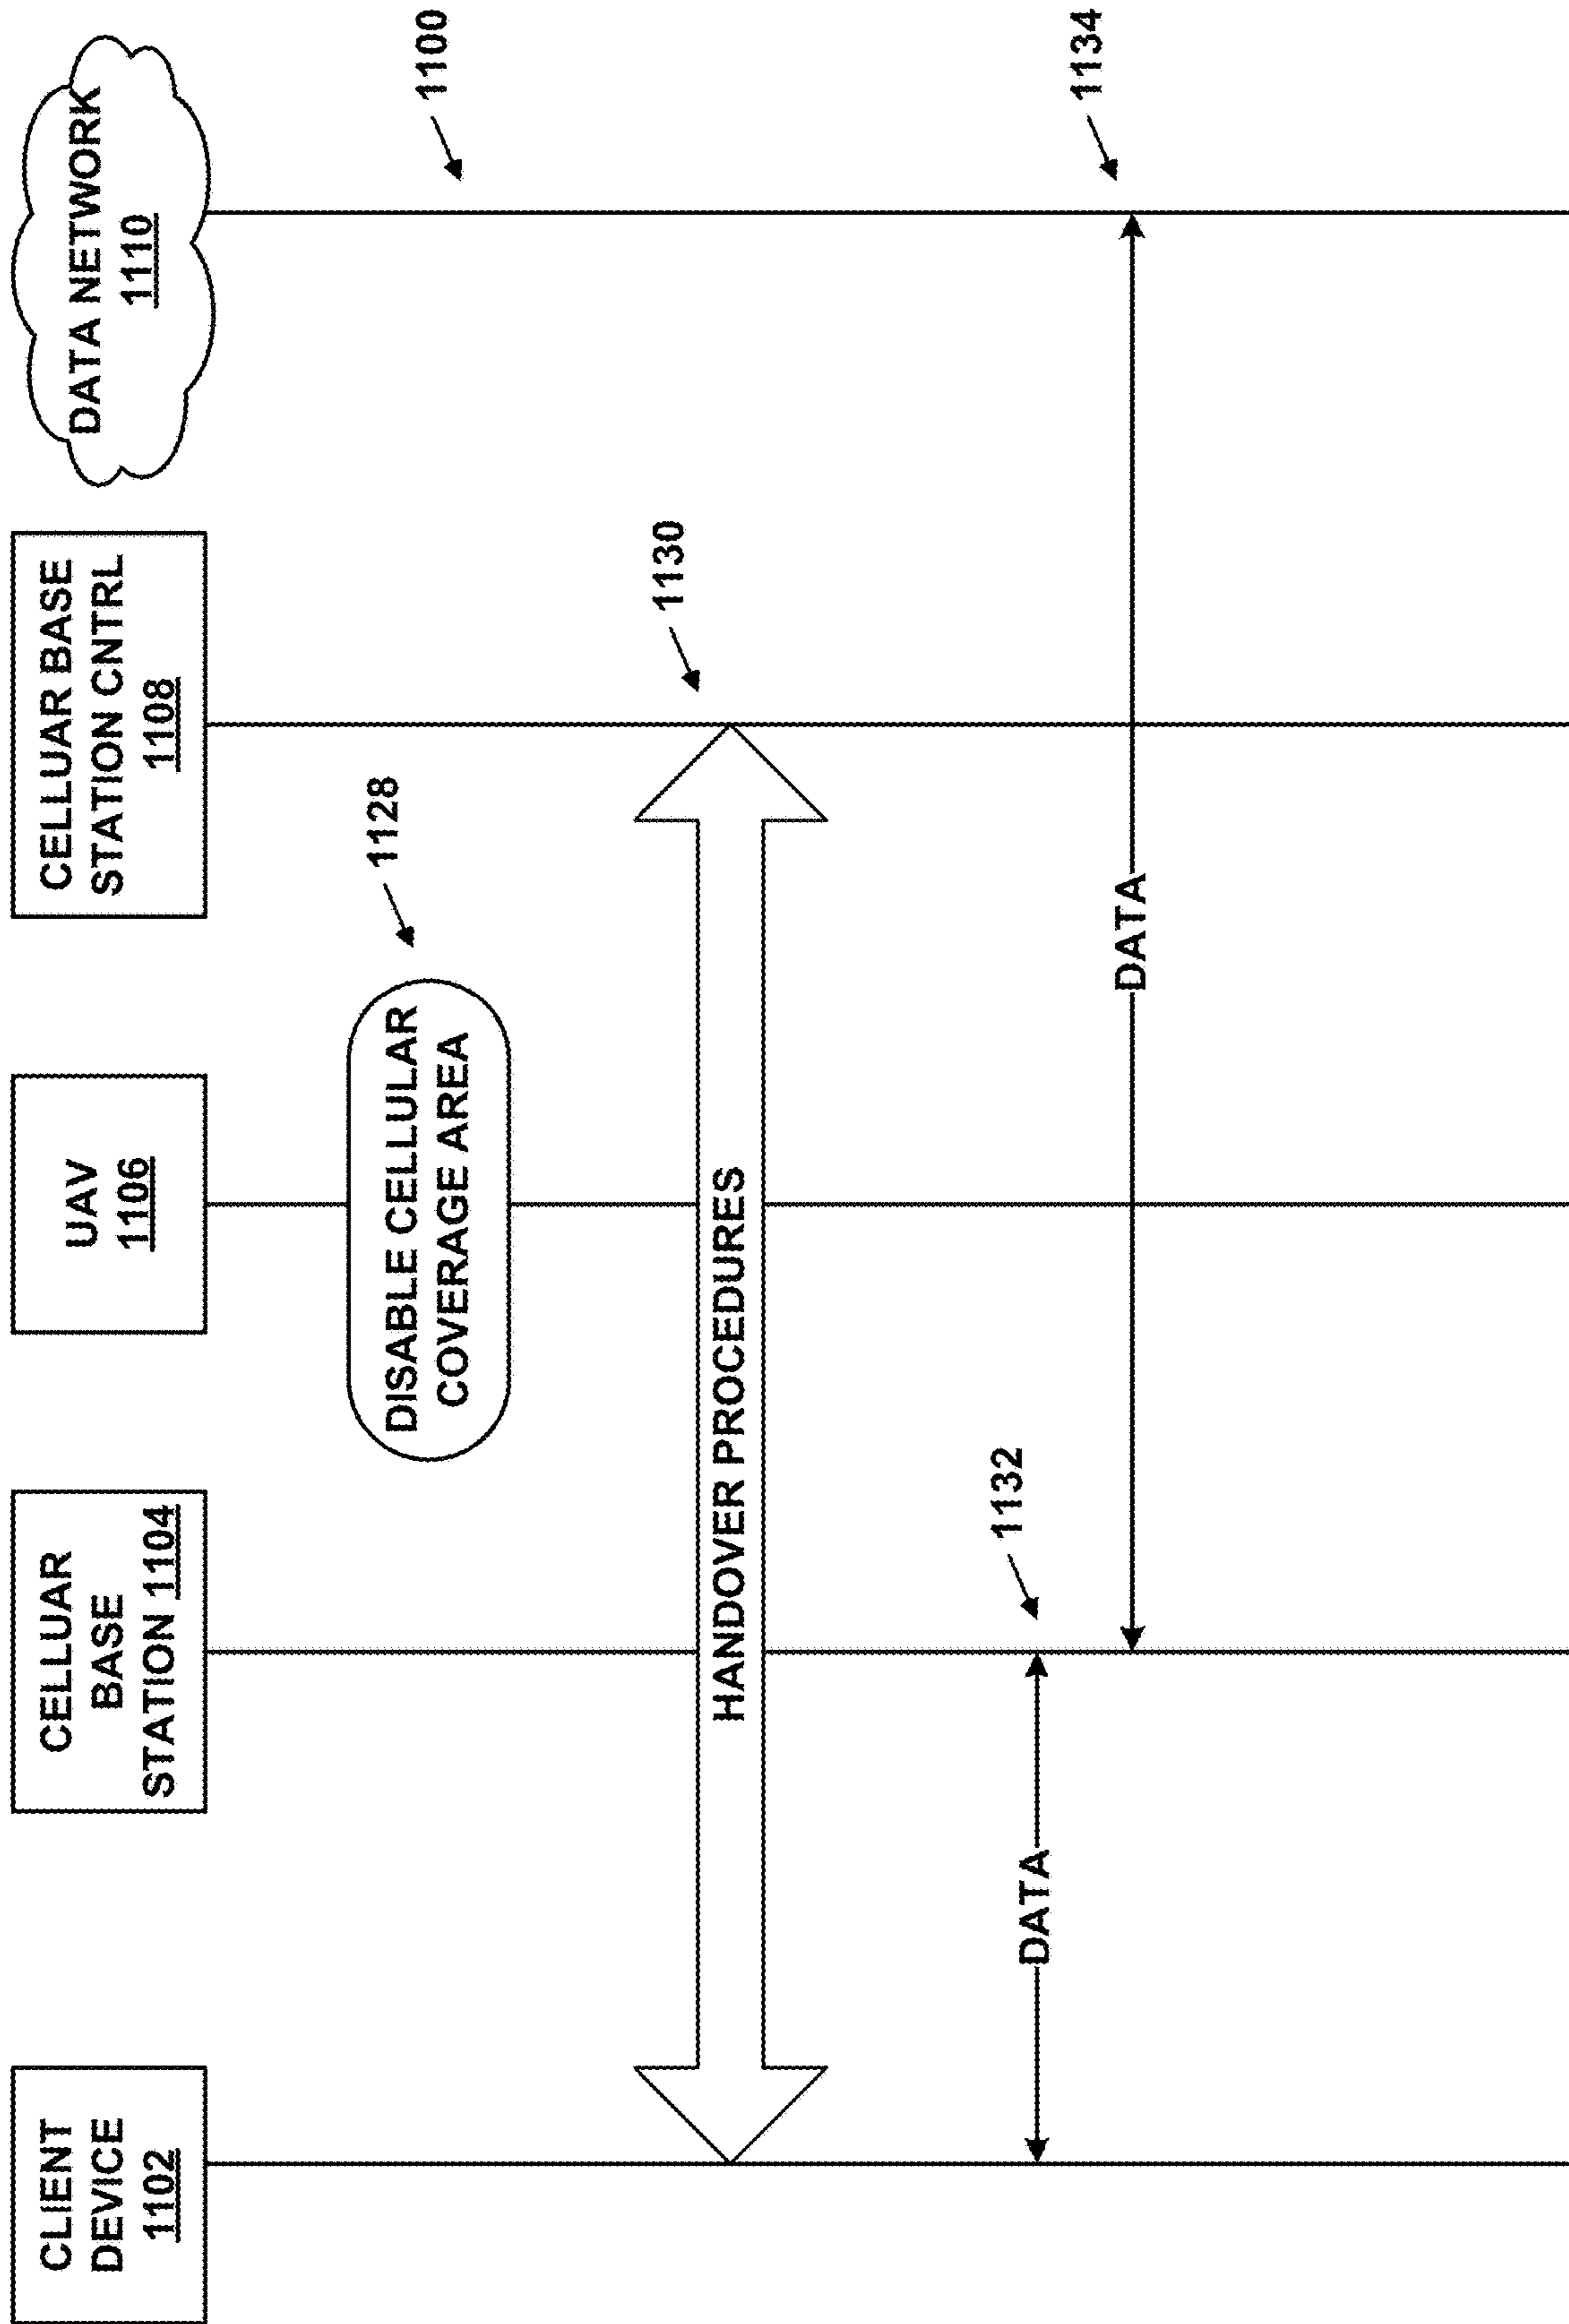 CLIENT
DEVICE
1102
CELLUAR
BASE
STATION 1104
UAV
1106
CELLUAR BASE
STATION CNTRL
1108
DATA NETWORK
1110
1100
DISABLE CELLULAR
COVERAGE AREA
1128
HANDOVER PROCEDURES
1130
DATA
1132
DATA
1134